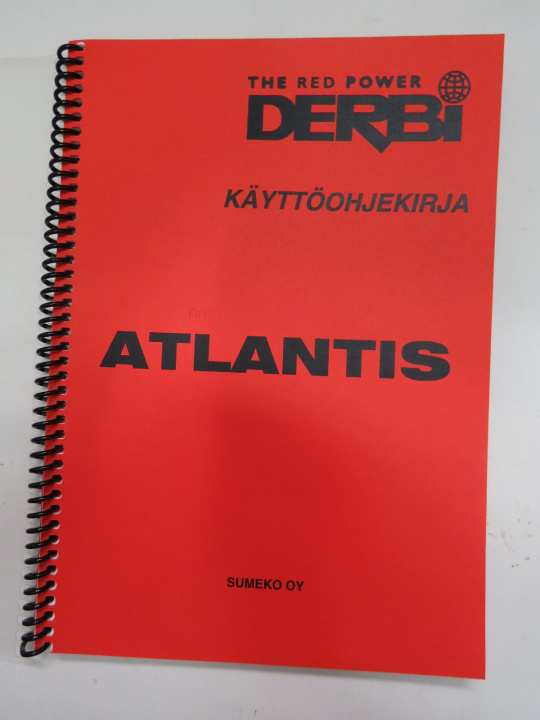 THE RED POWER
DERBi
KÄYTTÖOHJEKIRJA
ATLANTIS
SUMEKO OY